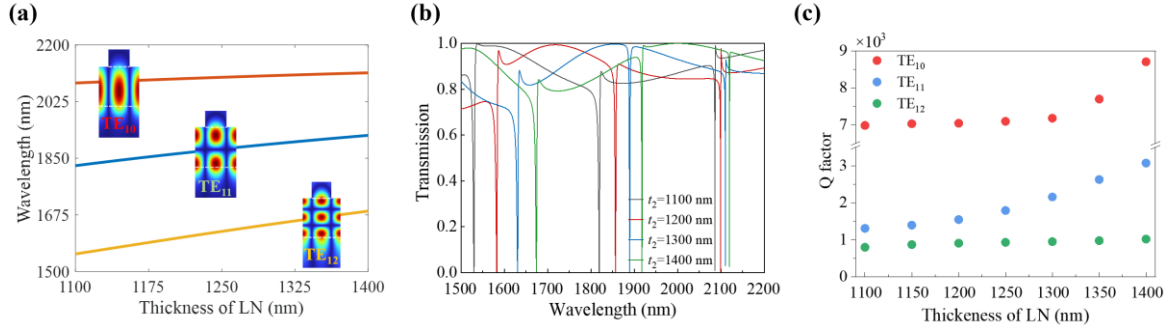 (a)
2200
2025
1850
1675
1500
Wavelength (nm)
TE10
TE11
TE12
1100
1175
1250
1325
1400
Thickness of LN (nm)
(b)
1.0
0.8
0.6
0.4
0.2
0.0
Transmission
t2=1100 nm
t2=1200 nm
t2=1300 nm
t2=1400 nm
1500 1600 1700 1800 1900 2000 2100 2200
Wavelength (nm)
(c)
×10³
9
8
7
3
2
1
0
Q factor
TE10
TE11
TE12
1100 1150 1200 1250 1300 1350 1400
Thickeness of LN (nm)